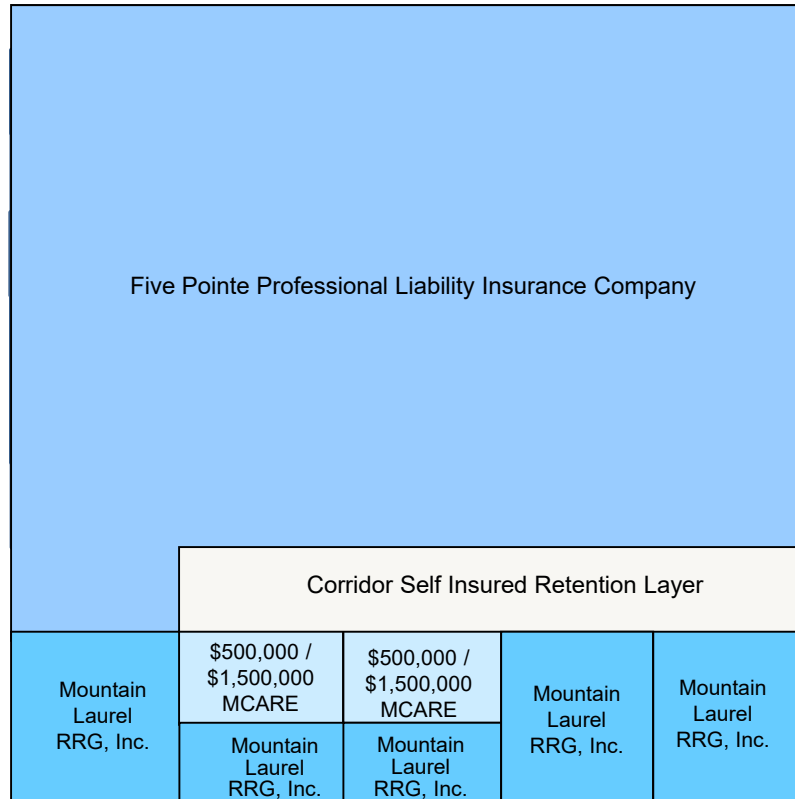 Five Pointe Professional Liability Insurance Company
Corridor Self Insured Retention Layer
Mountain
Laurel
RRG, Inc.
$500,000 /
$1,500,000
MCARE
Mountain
Laurel
RRG, Inc.
$500,000 /
$1,500,000
MCARE
Mountain
Laurel
RRG, Inc.
Mountain
Laurel
RRG, Inc.
Mountain
Laurel
RRG, Inc.